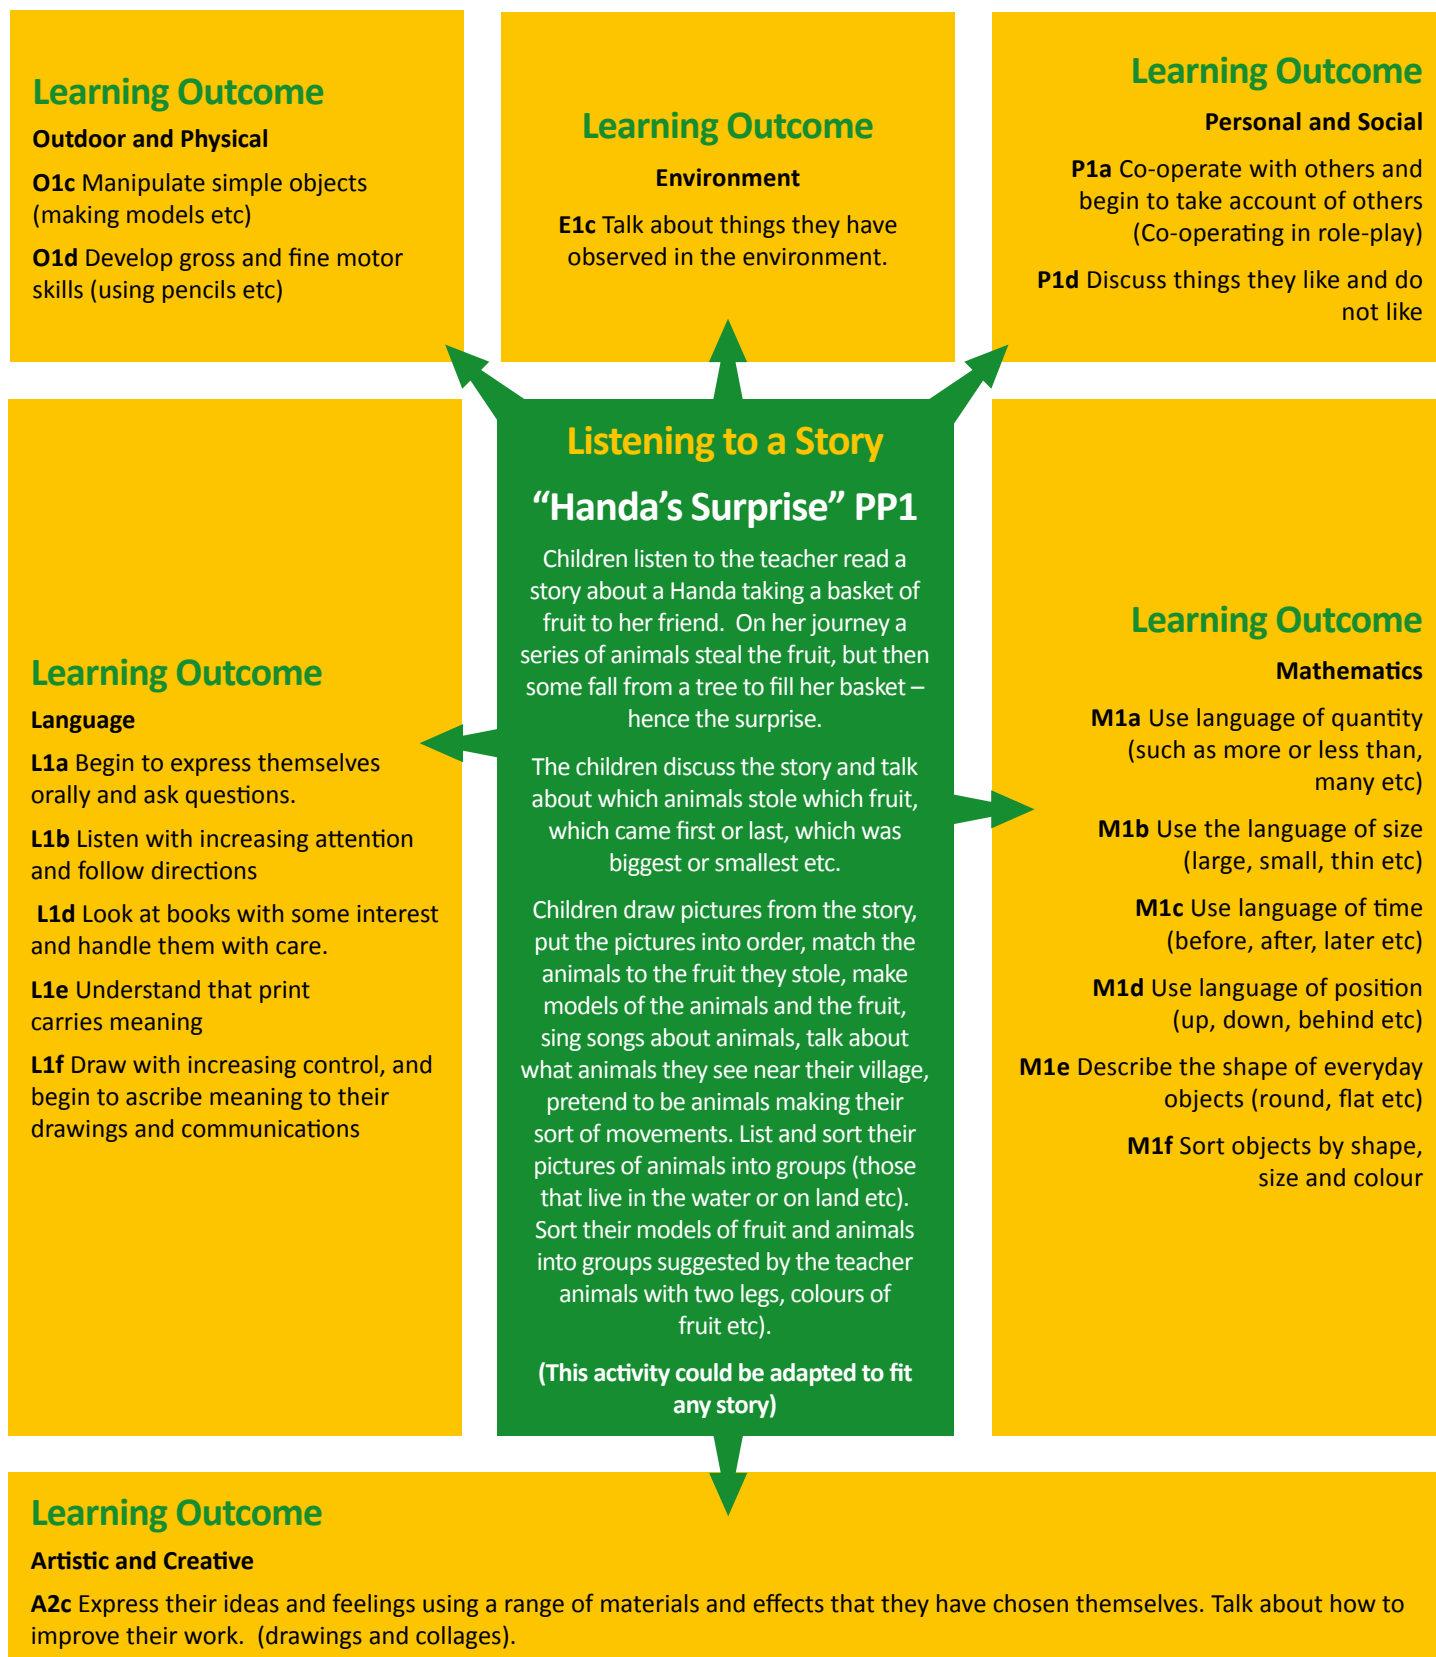 Learning Outcome
Outdoor and Physical
O1c Manipulate simple objects
(making models etc)
O1d Develop gross and fine motor
skills (using pencils etc)
Learning Outcome
Environment
E1c Talk about things they have
observed in the environment.
Learning Outcome
Personal and Social
P1a Co-operate with others and
begin to take account of others
(Co-operating in role-play)
P1d Discuss things they like and do
not like
Learning Outcome
Language
L1a Begin to express themselves
orally and ask questions.
L1b Listen with increasing attention
and follow directions
L1d Look at books with some interest
and handle them with care.
L1e Understand that print
carries meaning
L1f Draw with increasing control, and
begin to ascribe meaning to their
drawings and communications
Listening to a Story
“Handa’s Surprise” PP1
Children listen to the teacher read a
story about a Handa taking a basket of
fruit to her friend.  On her journey a
series of animals steal the fruit, but then
some fall from a tree to fill her basket –
hence the surprise.
The children discuss the story and talk
about which animals stole which fruit,
which came first or last, which was
biggest or smallest etc.
Children draw pictures from the story,
put the pictures into order, match the
animals to the fruit they stole, make
models of the animals and the fruit,
sing songs about animals, talk about
what animals they see near their village,
pretend to be animals making their
sort of movements. List and sort their
pictures of animals into groups (those
that live in the water or on land etc).
Sort their models of fruit and animals
into groups suggested by the teacher
animals with two legs, colours of
fruit etc).
(This activity could be adapted to fit
any story)
Learning Outcome
Mathematics
M1a Use language of quantity
(such as more or less than,
many etc)
M1b Use the language of size
(large, small, thin etc)
M1c Use language of time
(before, after, later etc)
M1d Use language of position
(up, down, behind etc)
M1e Describe the shape of everyday
objects (round, flat etc)
M1f Sort objects by shape,
size and colour
Learning Outcome
Artistic and Creative
A2c Express their ideas and feelings using a range of materials and effects that they have chosen themselves. Talk about how to
improve their work.  (drawings and collages).